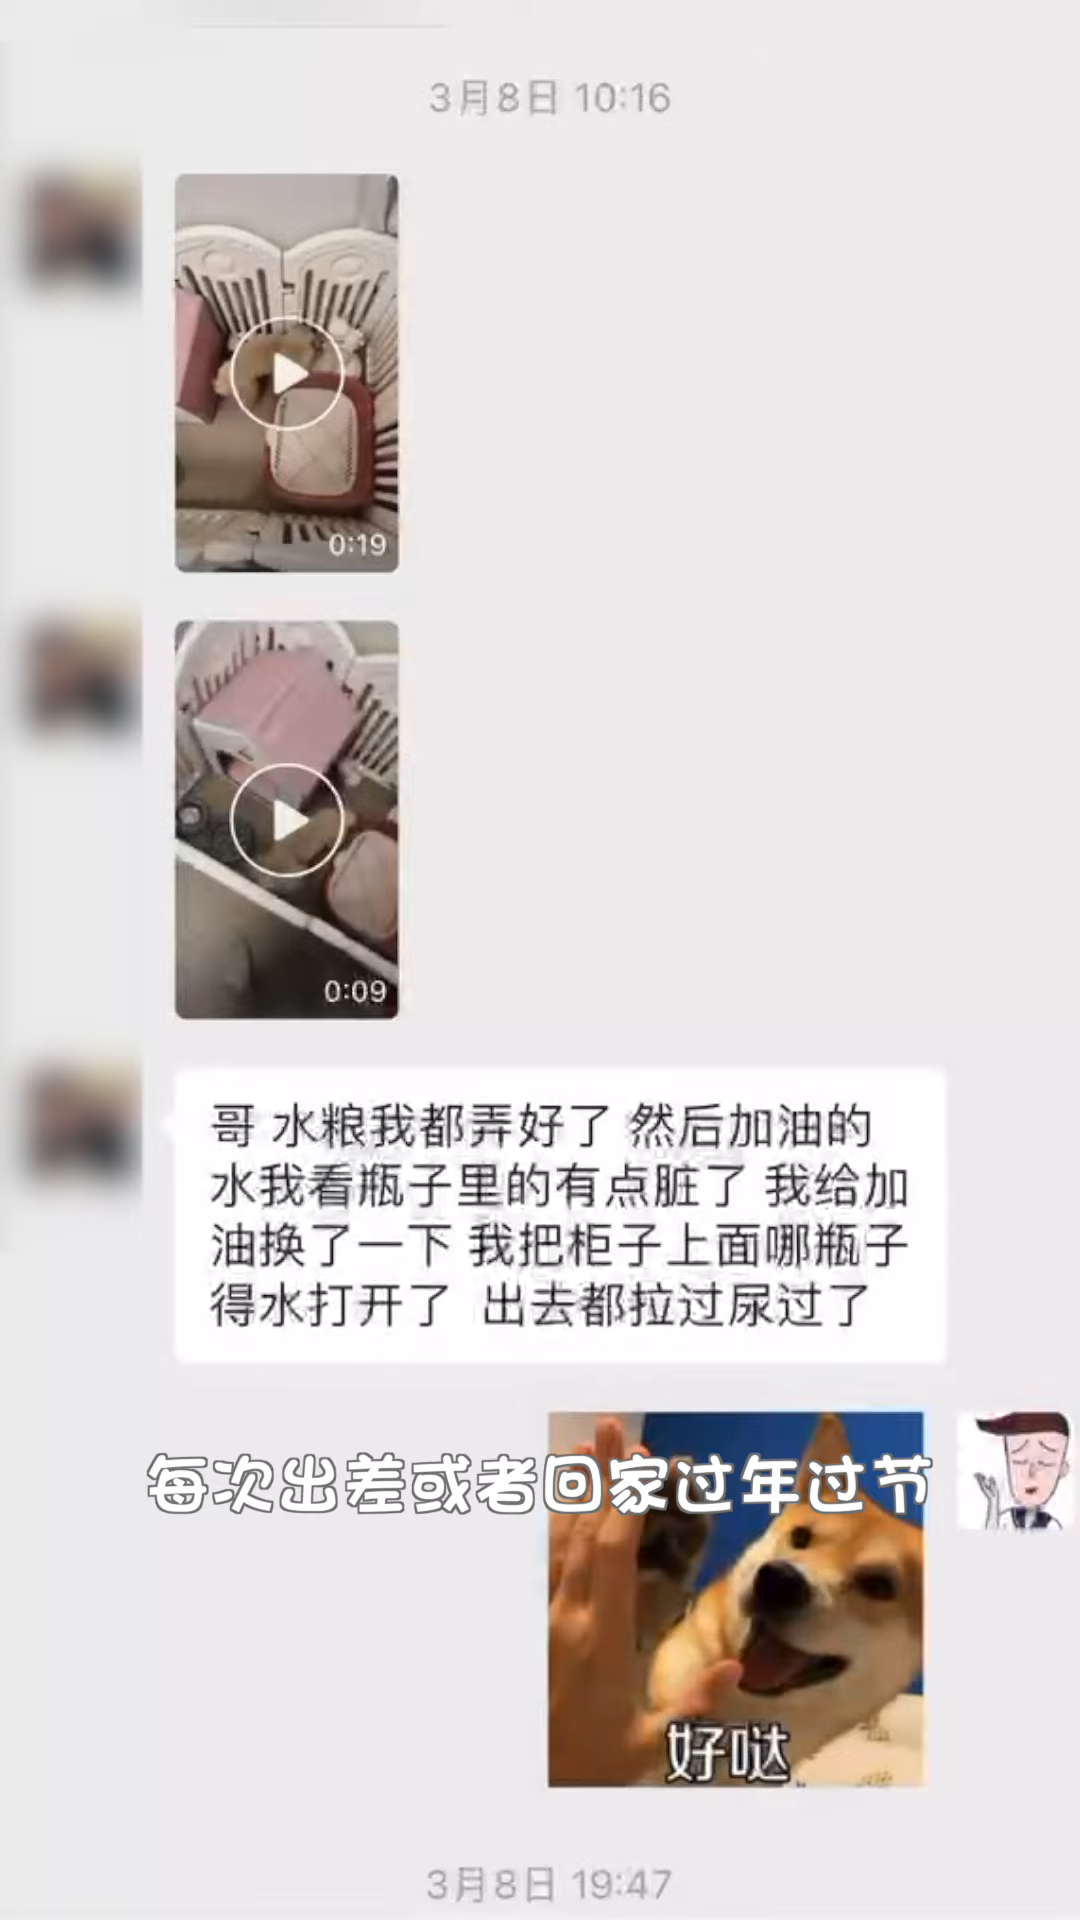 3月8日 10:16
0:19
0:09
哥 水粮我都弄好了 然后加油的
水我看瓶子里的有点脏了 我给加
油换了一下 我把柜子上面哪瓶子
得水打开了 出去都拉过尿过了
每次出差或者回家过年过节
好哒
3月8日 19:47